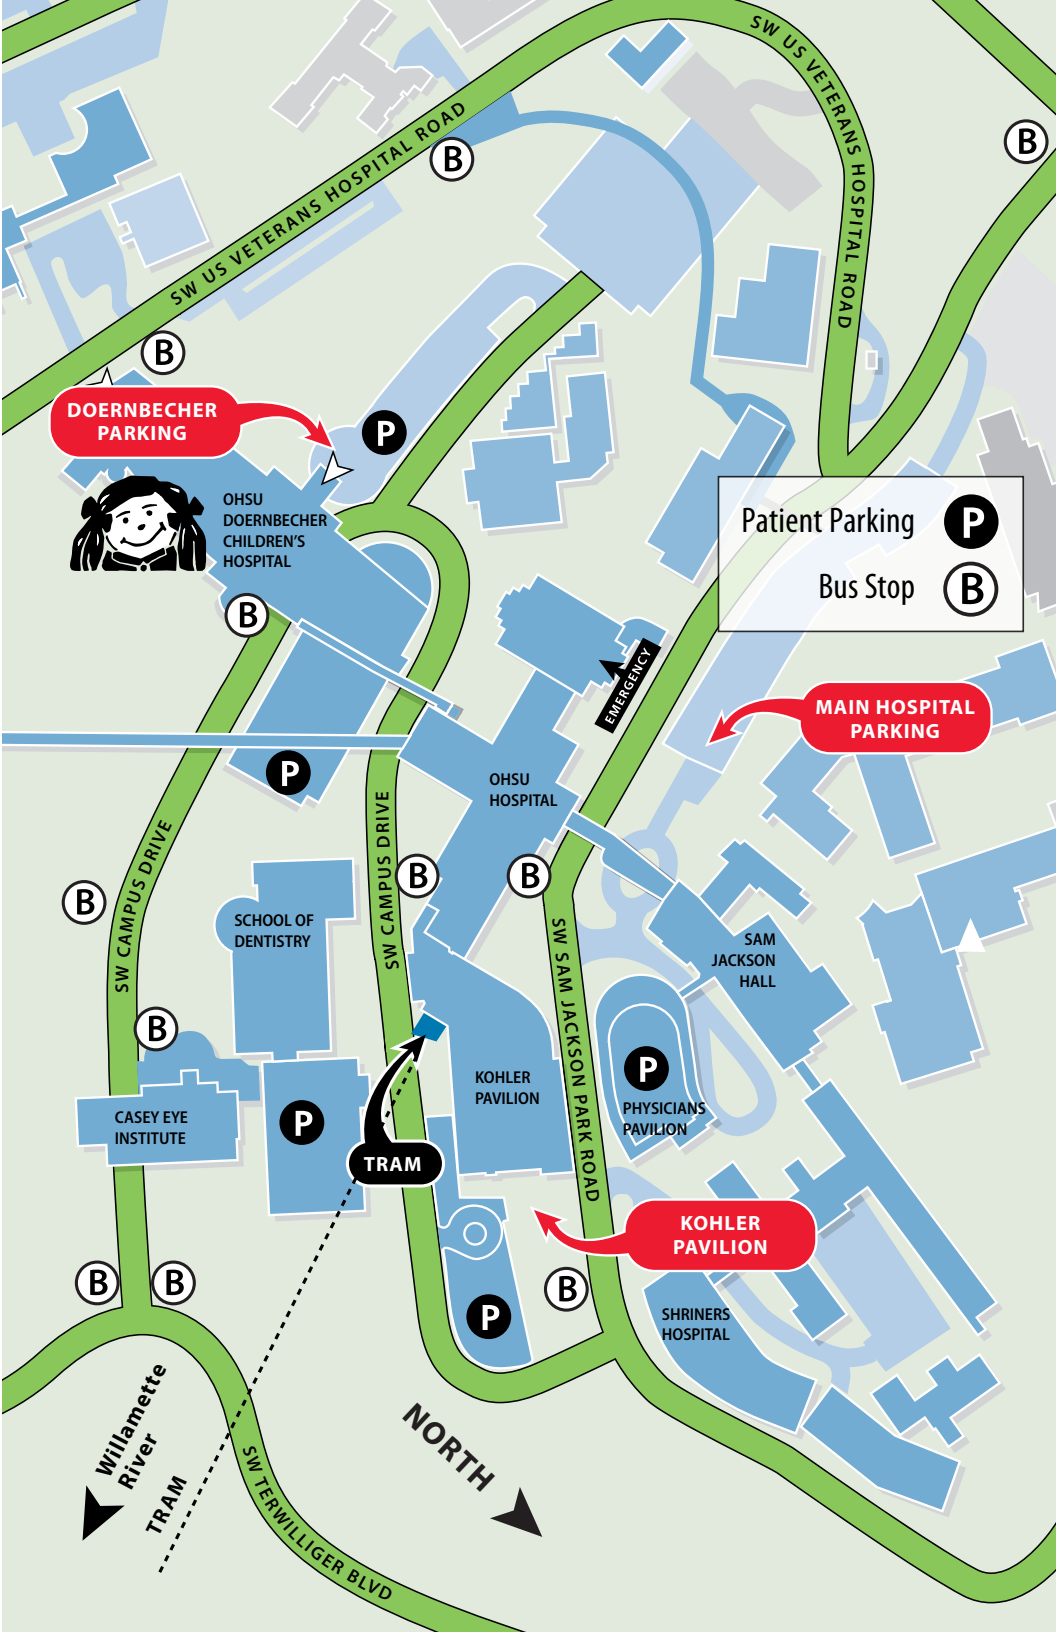 SW US VETERANS HOSPITAL ROAD
B
SW US VETERANS HOSPITAL ROAD
B
B
DOERNBECHER
PARKING
P
OHSU
DOERNBECHER
CHILDREN'S
HOSPITAL
Patient Parking P
Bus Stop B
B
EMERGENCY
MAIN HOSPITAL
PARKING
P
OHSU
HOSPITAL
SW CAMPUS DRIVE
SW CAMPUS DRIVE
B
B
B
SCHOOL OF
DENTISTRY
SW SAM JACKSON PARK ROAD
SAM
JACKSON
HALL
B
P
KOHLER
PAVILION
PHYSICIANS
PAVILION
CASEY EYE
INSTITUTE
P
TRAM
KOHLER
PAVILION
B
B
B
P
SHRINERS
HOSPITAL
Willamette
River
TRAM
NORTH
SW TERWILLIGER BLVD